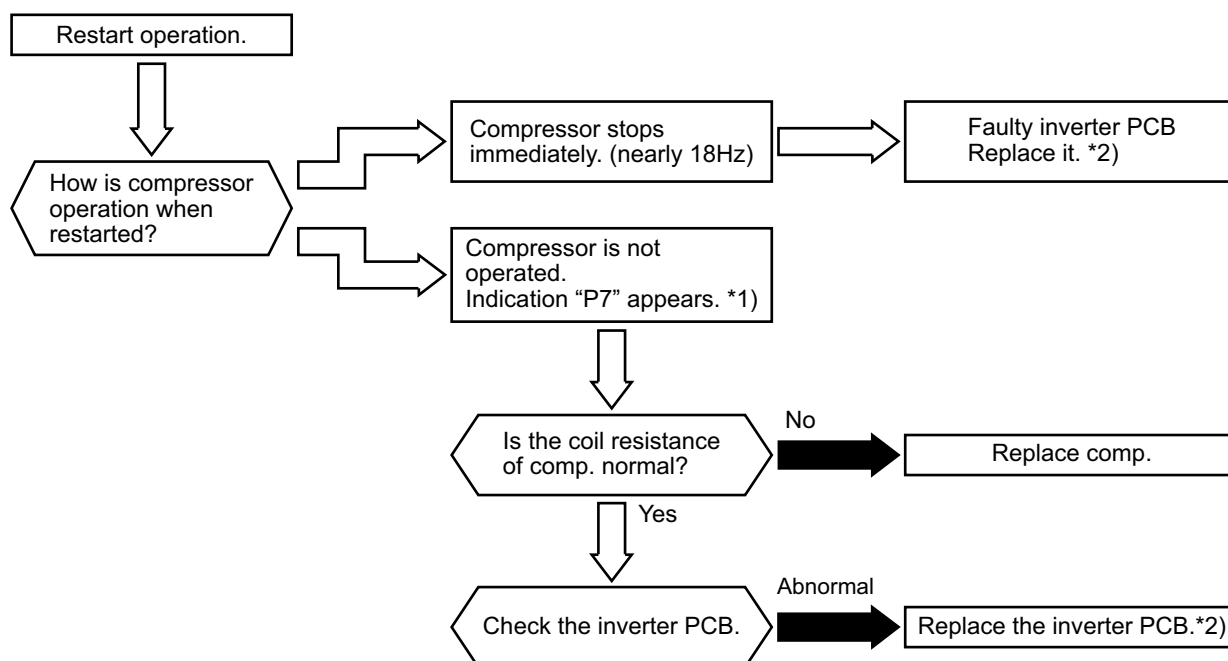 Restart operation.
How is compressor
operation when
restarted?
Compressor stops
immediately. (nearly 18Hz)
Faulty inverter PCB
Replace it. *2)
Compressor is not
operated.
Indication “P7” appears. *1)
Is the coil resistance
of comp. normal?
No
Replace comp.
Yes
Check the inverter PCB.
Abnormal
Replace the inverter PCB.*2)